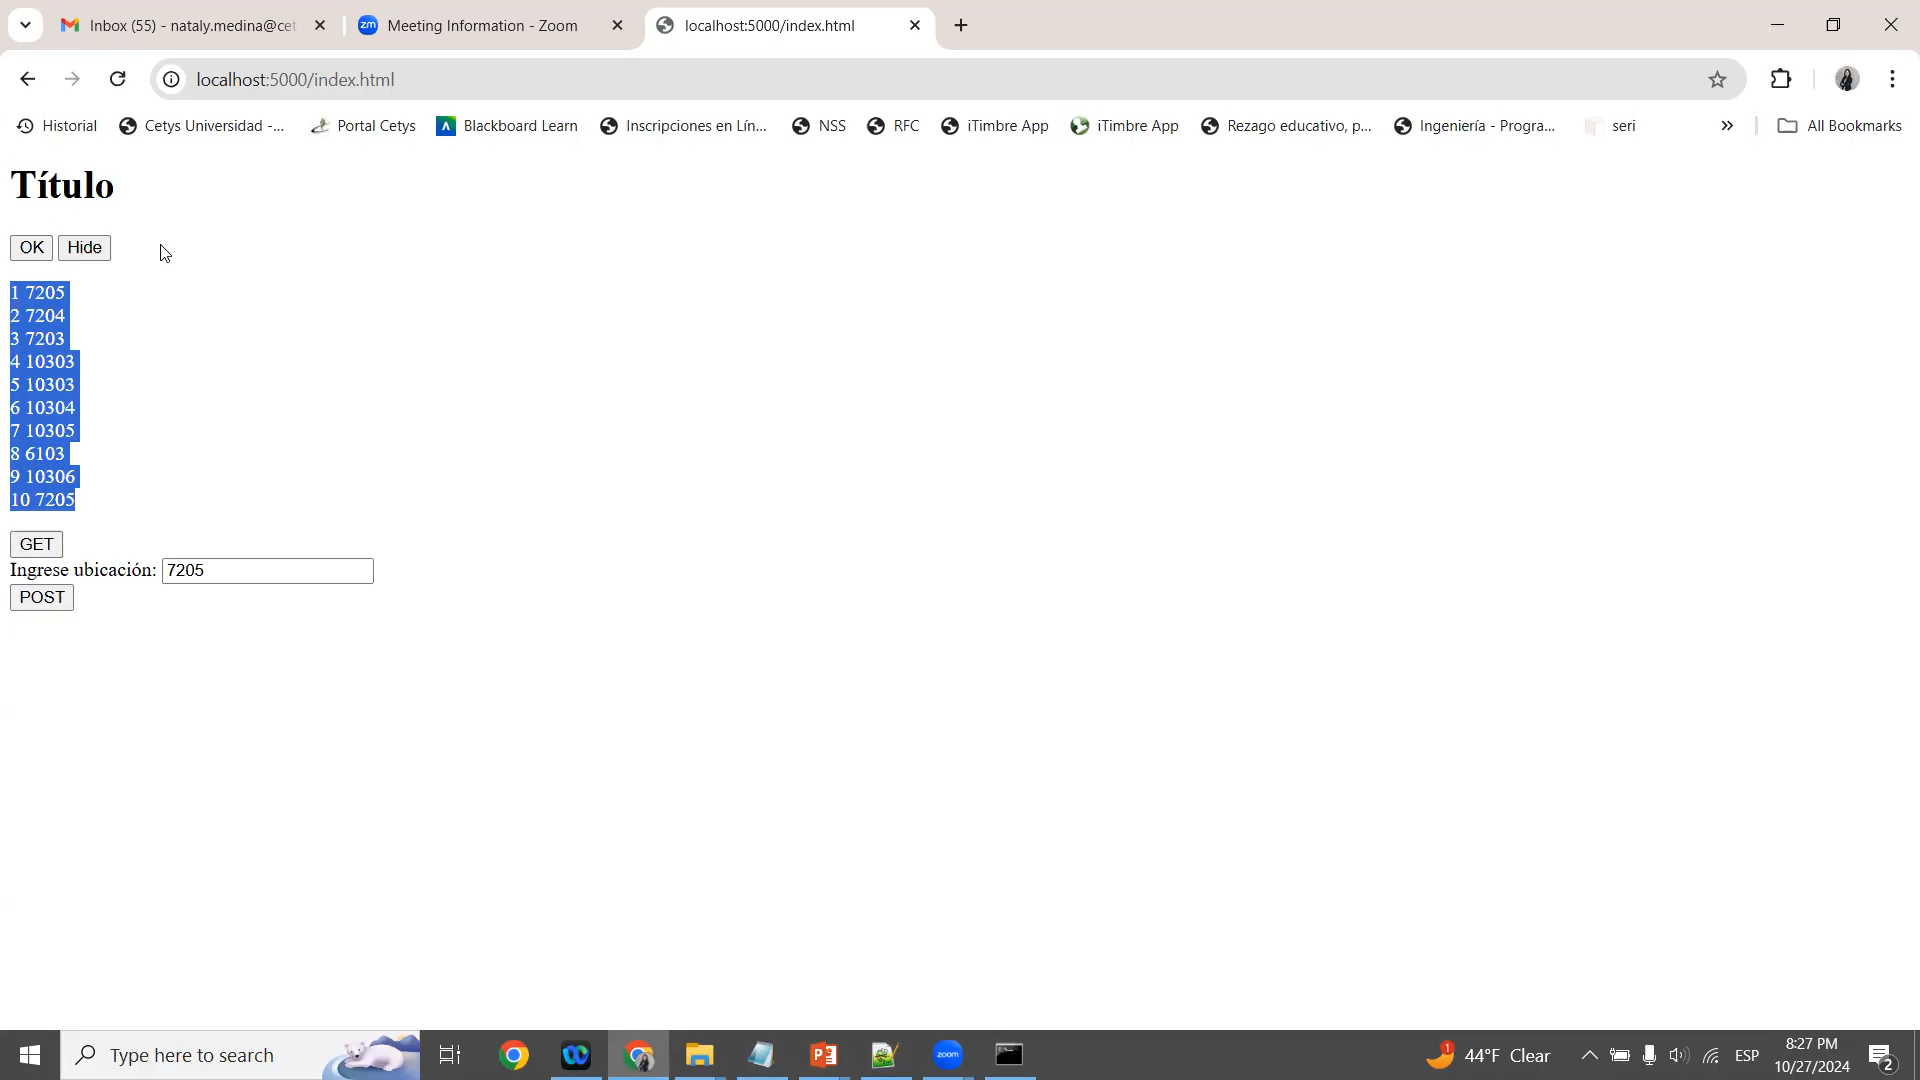 Inbox (55) - nataly.medina@cet
Meeting Information - Zoom
localhost:5000/index.html
localhost:5000/index.html
Historial
Cetys Universidad -...
Portal Cetys
Blackboard Learn
Inscripciones en Lín...
NSS
RFC
iTimbre App
iTimbre App
Rezago educativo, p...
Ingeniería - Progra...
seri
All Bookmarks
Título
OK
Hide
1 7205
2 7204
3 7203
4 10303
5 10303
6 10304
7 10305
8 6103
9 10306
10 7205
GET
Ingrese ubicación: 7205
POST
Type here to search
zoom
1
44°F Clear
ESP
8:27 PM
10/27/2024
2